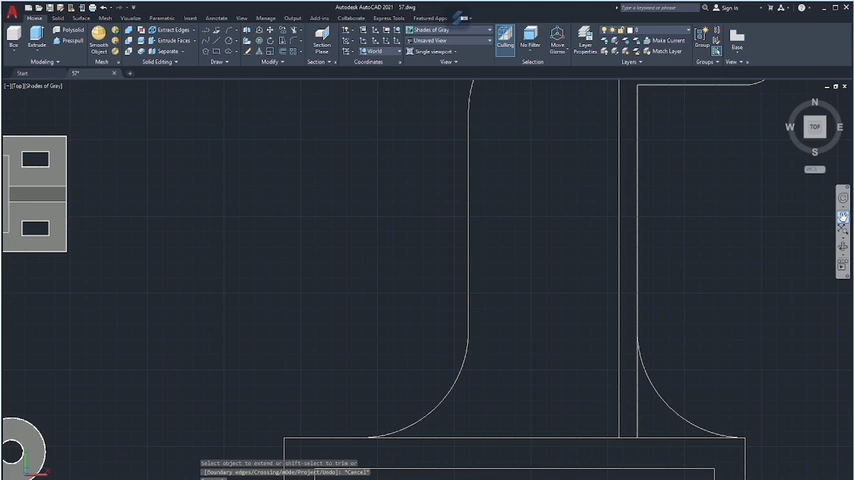 Autodesk AutoCAD 2021 57.dwg
Type a keyword or phrase
Sign In
Home Solid Surface Mesh Visualize Parametric Insert Annotate View Manage Output Add-ins Collaborate Express Tools Featured Apps
Box Extrude Polysolid Presspull
Smooth Object
Extract Edges
Extrude Faces
Separate
Section Plane
World
Shades of Gray
Unsaved View
Single viewport
Culling No Filter Move Gizmo
Layer Properties
0
Make Current
Match Layer
Group
Base
Modeling Mesh Solid Editing Draw Modify Section Coordinates View Selection Layers Groups View
Start 57*
[–][Top][Shades of Gray]
N
W TOP E
S
Select object to extend or shift-select to trim or
[Boundary edges/Crossing/mOde/Project/Undo]: *Cancel*